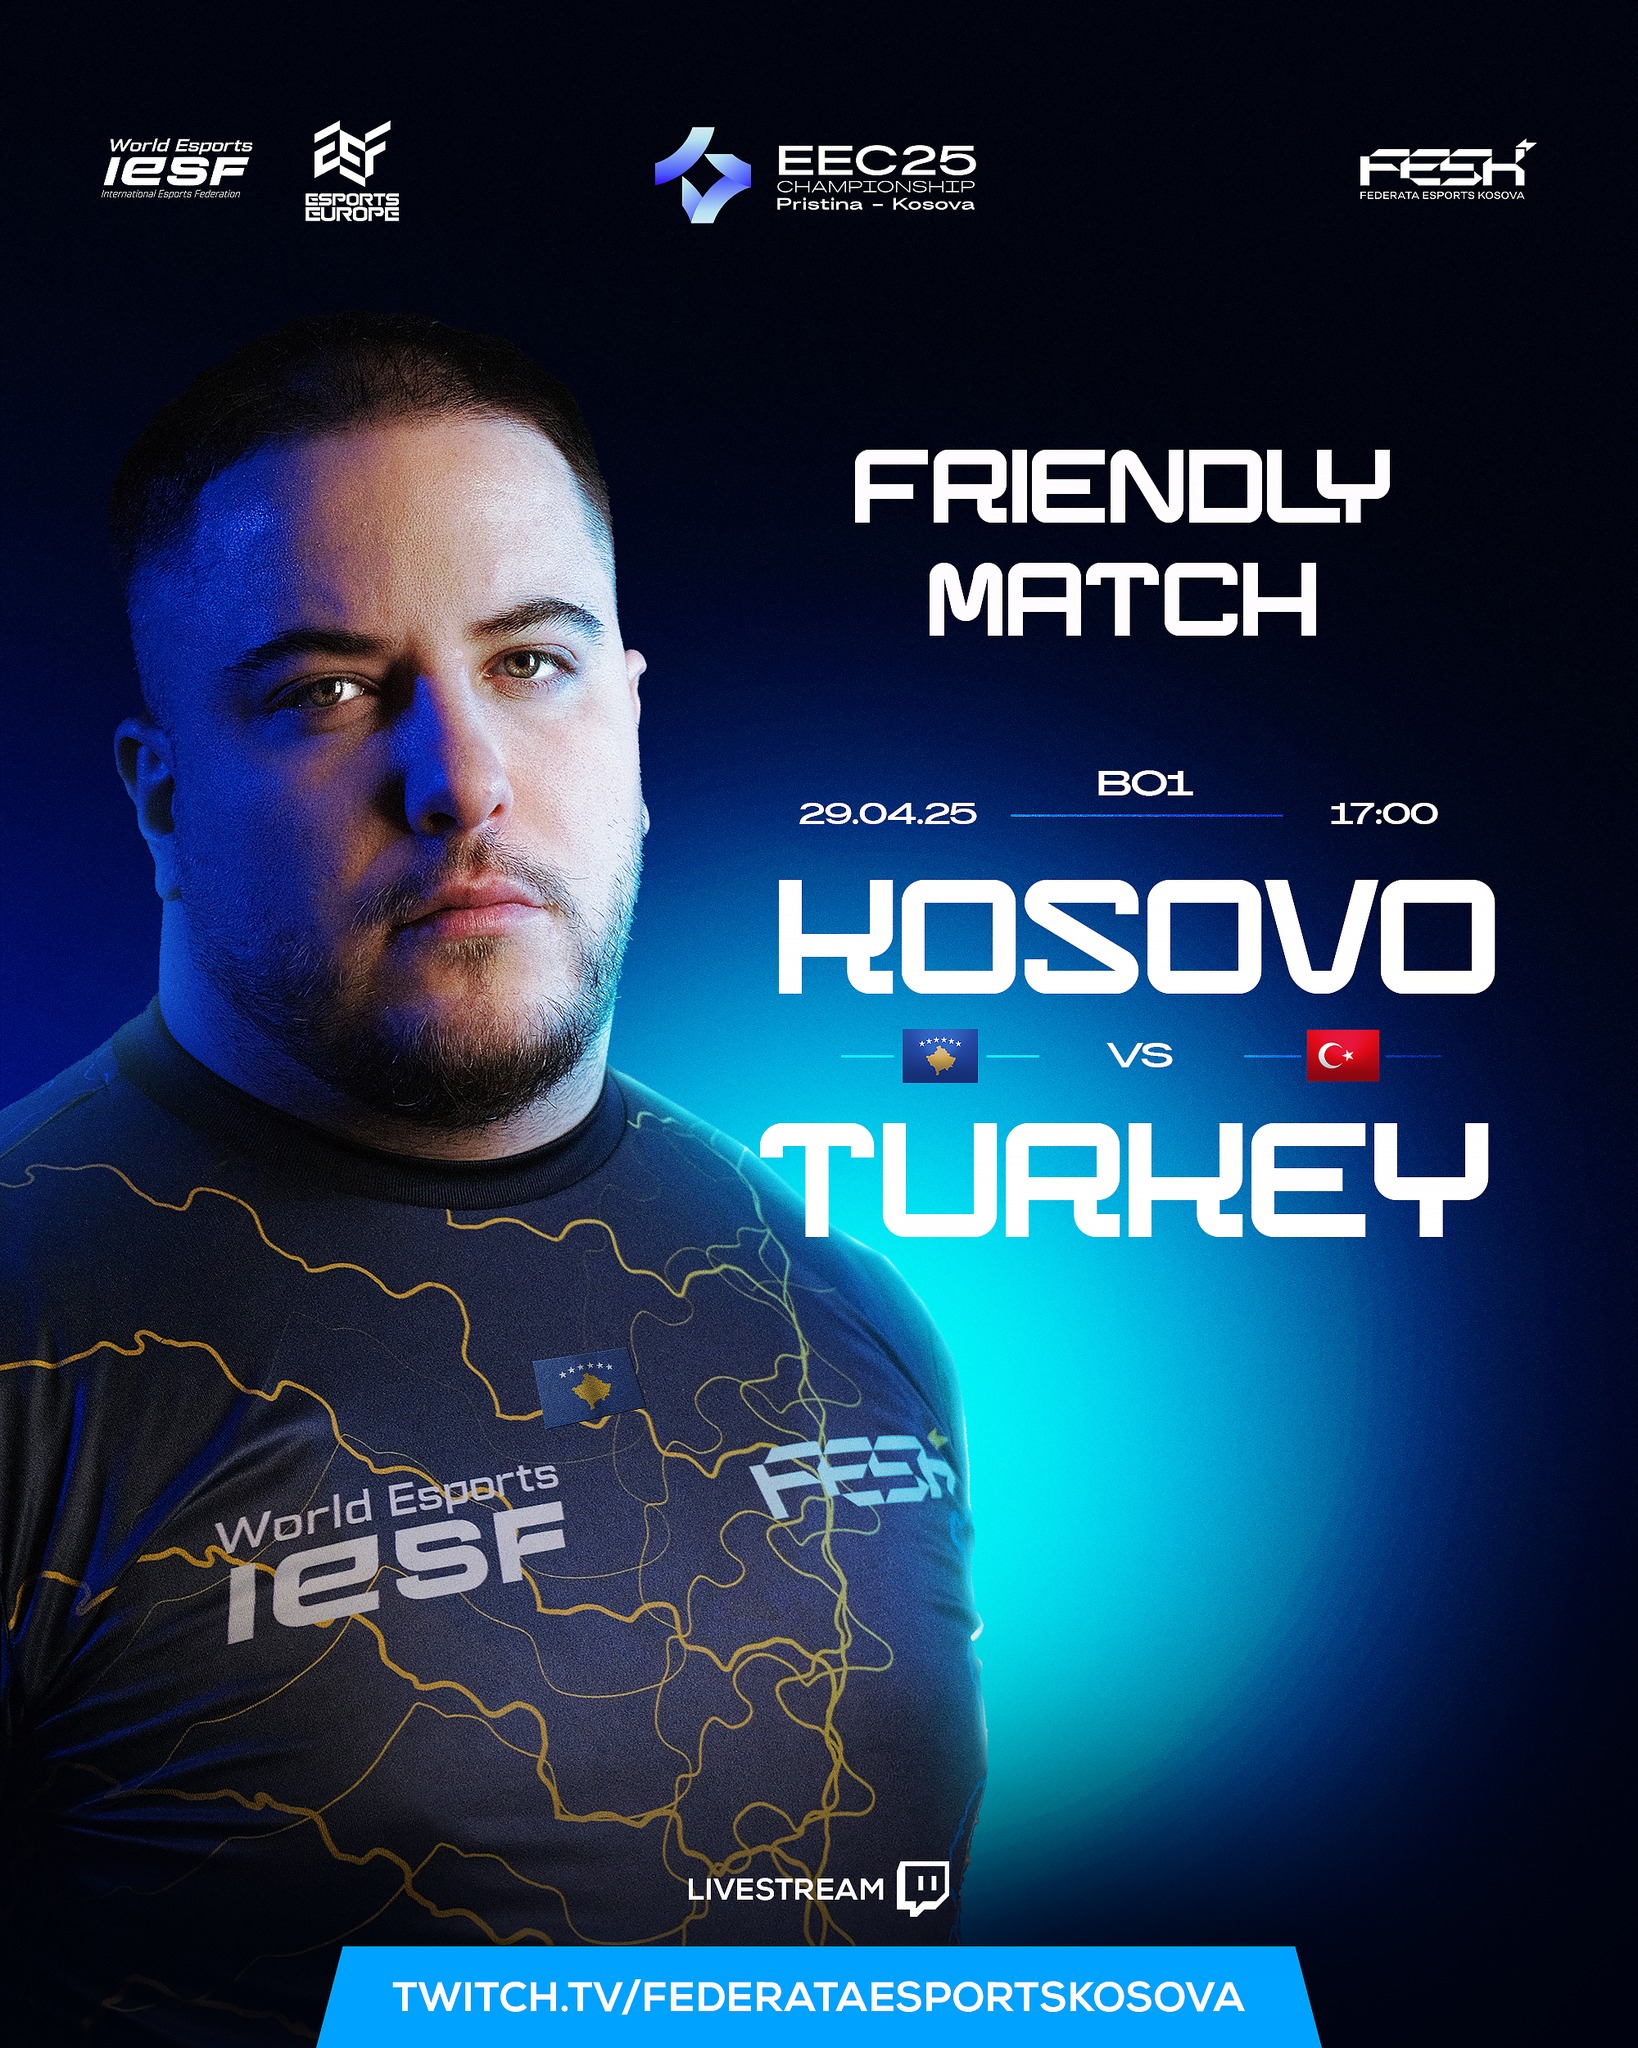 World Esports
IESF
International Esports Federation
ESPORTS
EUROPE
EEC25
CHAMPIONSHIP
Pristina - Kosova
FESK
FEDERATA ESPORTS KOSOVA
FRIENDLY
MATCH
BO1
29.04.25
17:00
KOSOVO
VS
TURKEY
World Esports
IESF
FESK
LIVESTREAM
TWITCH.TV/FEDERATAESPORTSKOSOVA